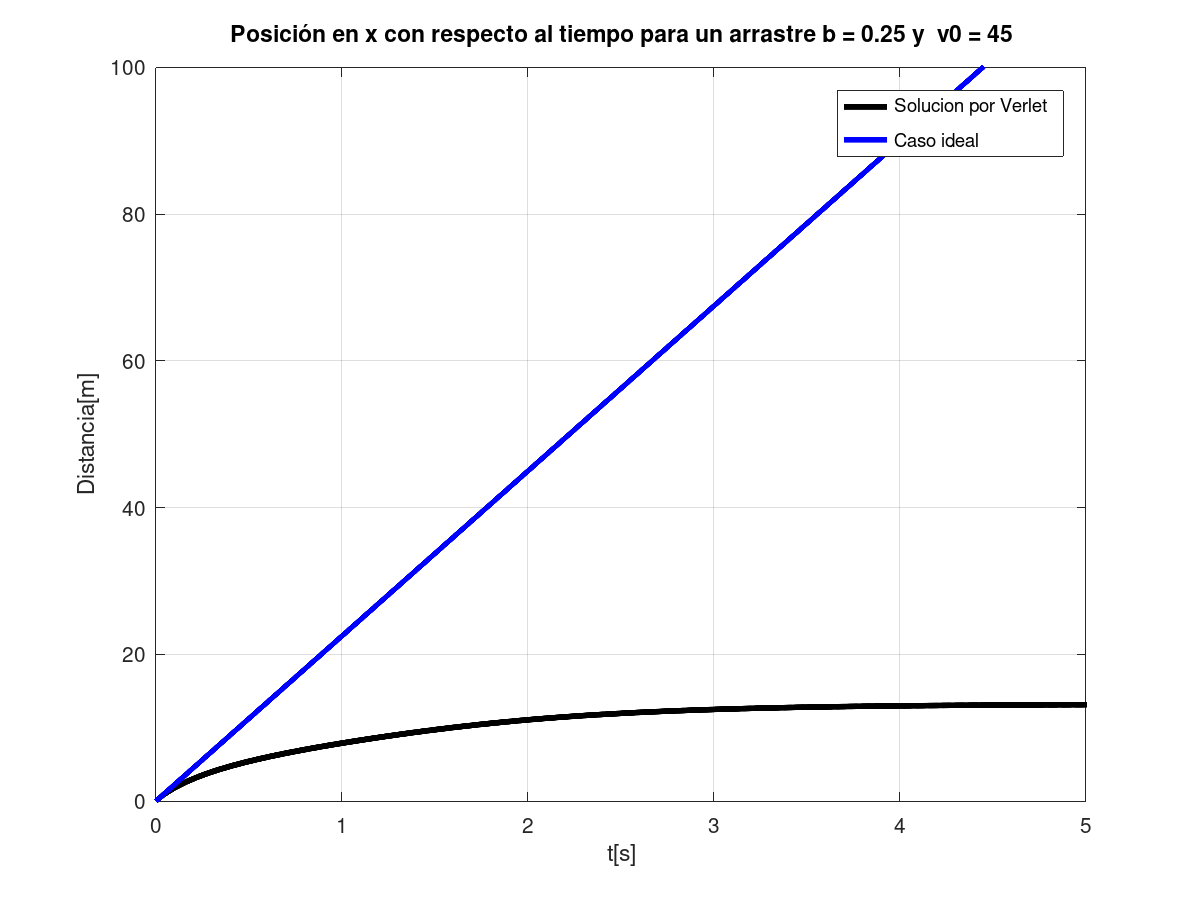 Posición en x con respecto al tiempo para un arrastre b = 0.25 y  v0 = 45
100
80
60
40
20
0
Distancia[m]
Solucion por Verlet
Caso ideal
0 1 2 3 4 5
t[s]